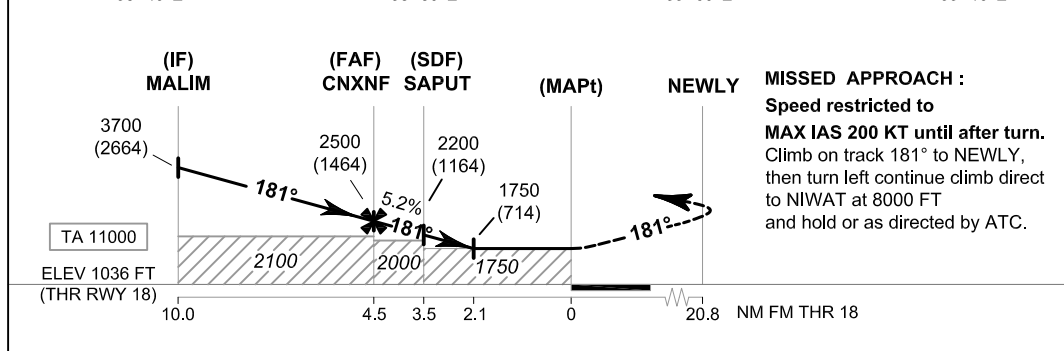 (IF)
MALIM
(FAF)
CNXNF
(SDF)
SAPUT
(MAPt)
NEWLY
3700
(2664)
2500
(1464)
2200
(1164)
1750
(714)
181°
5.2%
181°
181°
TA 11000
2100
2000
1750
ELEV 1036 FT
(THR RWY 18)
10.0
4.5
3.5
2.1
0
20.8
NM FM THR 18
MISSED APPROACH :
Speed restricted to
MAX IAS 200 KT until after turn.
Climb on track 181° to NEWLY,
then turn left continue climb direct
to NIWAT at 8000 FT
and hold or as directed by ATC.